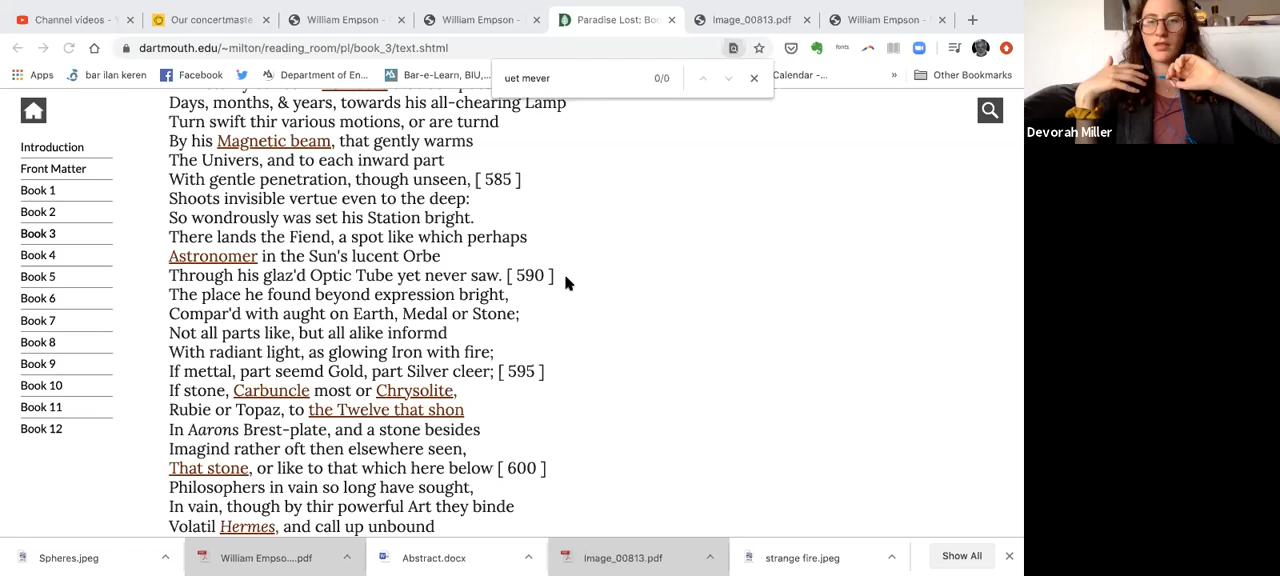 Channel videos - Y
Our concertmaste
William Empson -
William Empson -
Paradise Lost: Boo
Image_00813.pdf
William Empson -
dartmouth.edu/~milton/reading_room/pl/book_3/text.shtml
fonts
Apps
bar ilan keren
Facebook
Department of En...
Bar-e-Learn, BIU,...
Calendar -...
»
Other Bookmarks
uet mever
0/0
Days, months, & years, towards his all-chearing Lamp
Turn swift thir various motions, or are turnd
By his Magnetic beam, that gently warms
The Univers, and to each inward part
With gentle penetration, though unseen, [ 585 ]
Shoots invisible vertue even to the deep:
So wondrously was set his Station bright.
There lands the Fiend, a spot like which perhaps
Astronomer in the Sun's lucent Orbe
Through his glaz'd Optic Tube yet never saw. [ 590 ]
The place he found beyond expression bright,
Compar'd with aught on Earth, Medal or Stone;
Not all parts like, but all alike informd
With radiant light, as glowing Iron with fire;
If mettal, part seemd Gold, part Silver cleer; [ 595 ]
If stone, Carbuncle most or Chrysolite,
Rubie or Topaz, to the Twelve that shon
In Aarons Brest-plate, and a stone besides
Imagind rather oft then elsewhere seen,
That stone, or like to that which here below [ 600 ]
Philosophers in vain so long have sought,
In vain, though by thir powerful Art they binde
Volatil Hermes, and call up unbound
Introduction
Front Matter
Book 1
Book 2
Book 3
Book 4
Book 5
Book 6
Book 7
Book 8
Book 9
Book 10
Book 11
Book 12
Devorah Miller
Spheres.jpeg
William Empso....pdf
Abstract.docx
Image_00813.pdf
strange fire.jpeg
Show All